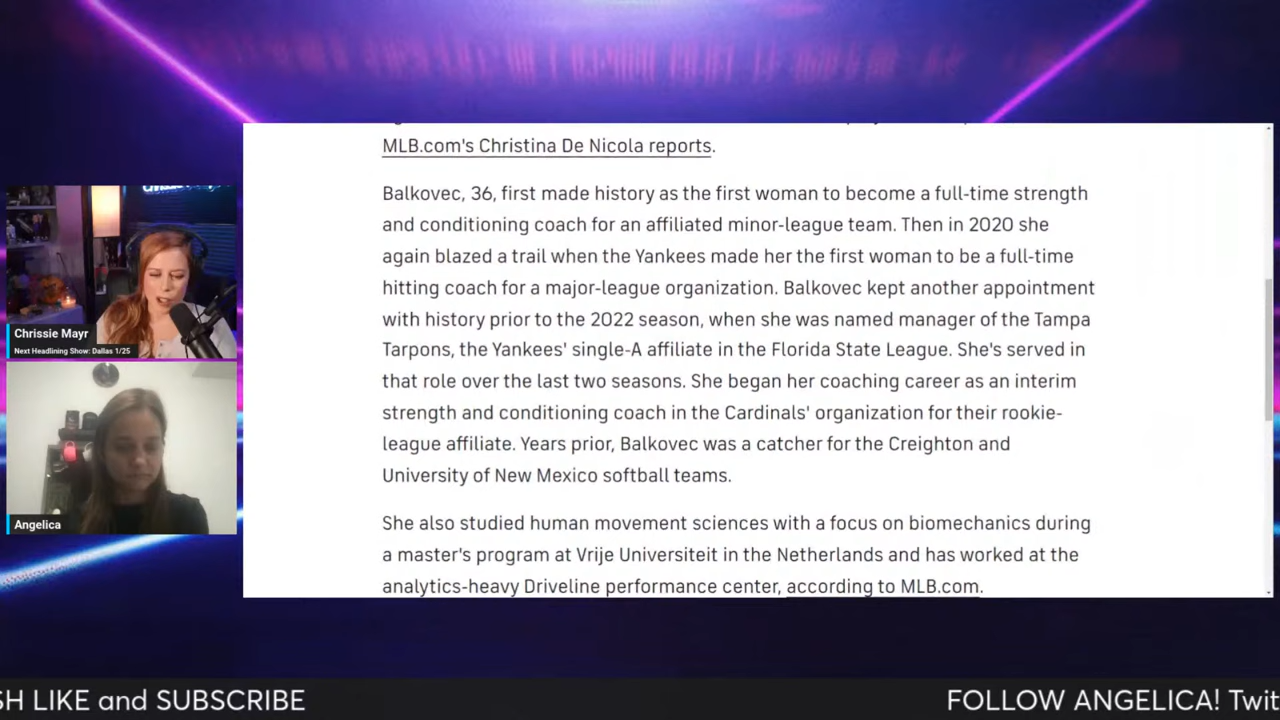 MLB.com's Christina De Nicola reports.
Balkovec, 36, first made history as the first woman to become a full-time strength
and conditioning coach for an affiliated minor-league team. Then in 2020 she
again blazed a trail when the Yankees made her the first woman to be a full-time
hitting coach for a major-league organization. Balkovec kept another appointment
with history prior to the 2022 season, when she was named manager of the Tampa
Tarpons, the Yankees' single-A affiliate in the Florida State League. She's served in
that role over the last two seasons. She began her coaching career as an interim
strength and conditioning coach in the Cardinals' organization for their rookie-
league affiliate. Years prior, Balkovec was a catcher for the Creighton and
University of New Mexico softball teams.
She also studied human movement sciences with a focus on biomechanics during
a master's program at Vrije Universiteit in the Netherlands and has worked at the
analytics-heavy Driveline performance center, according to MLB.com.
Chrissie Mayr
Next Headlining Show: Dallas 1/25
Angelica
SH LIKE and SUBSCRIBE
FOLLOW ANGELICA! Twit